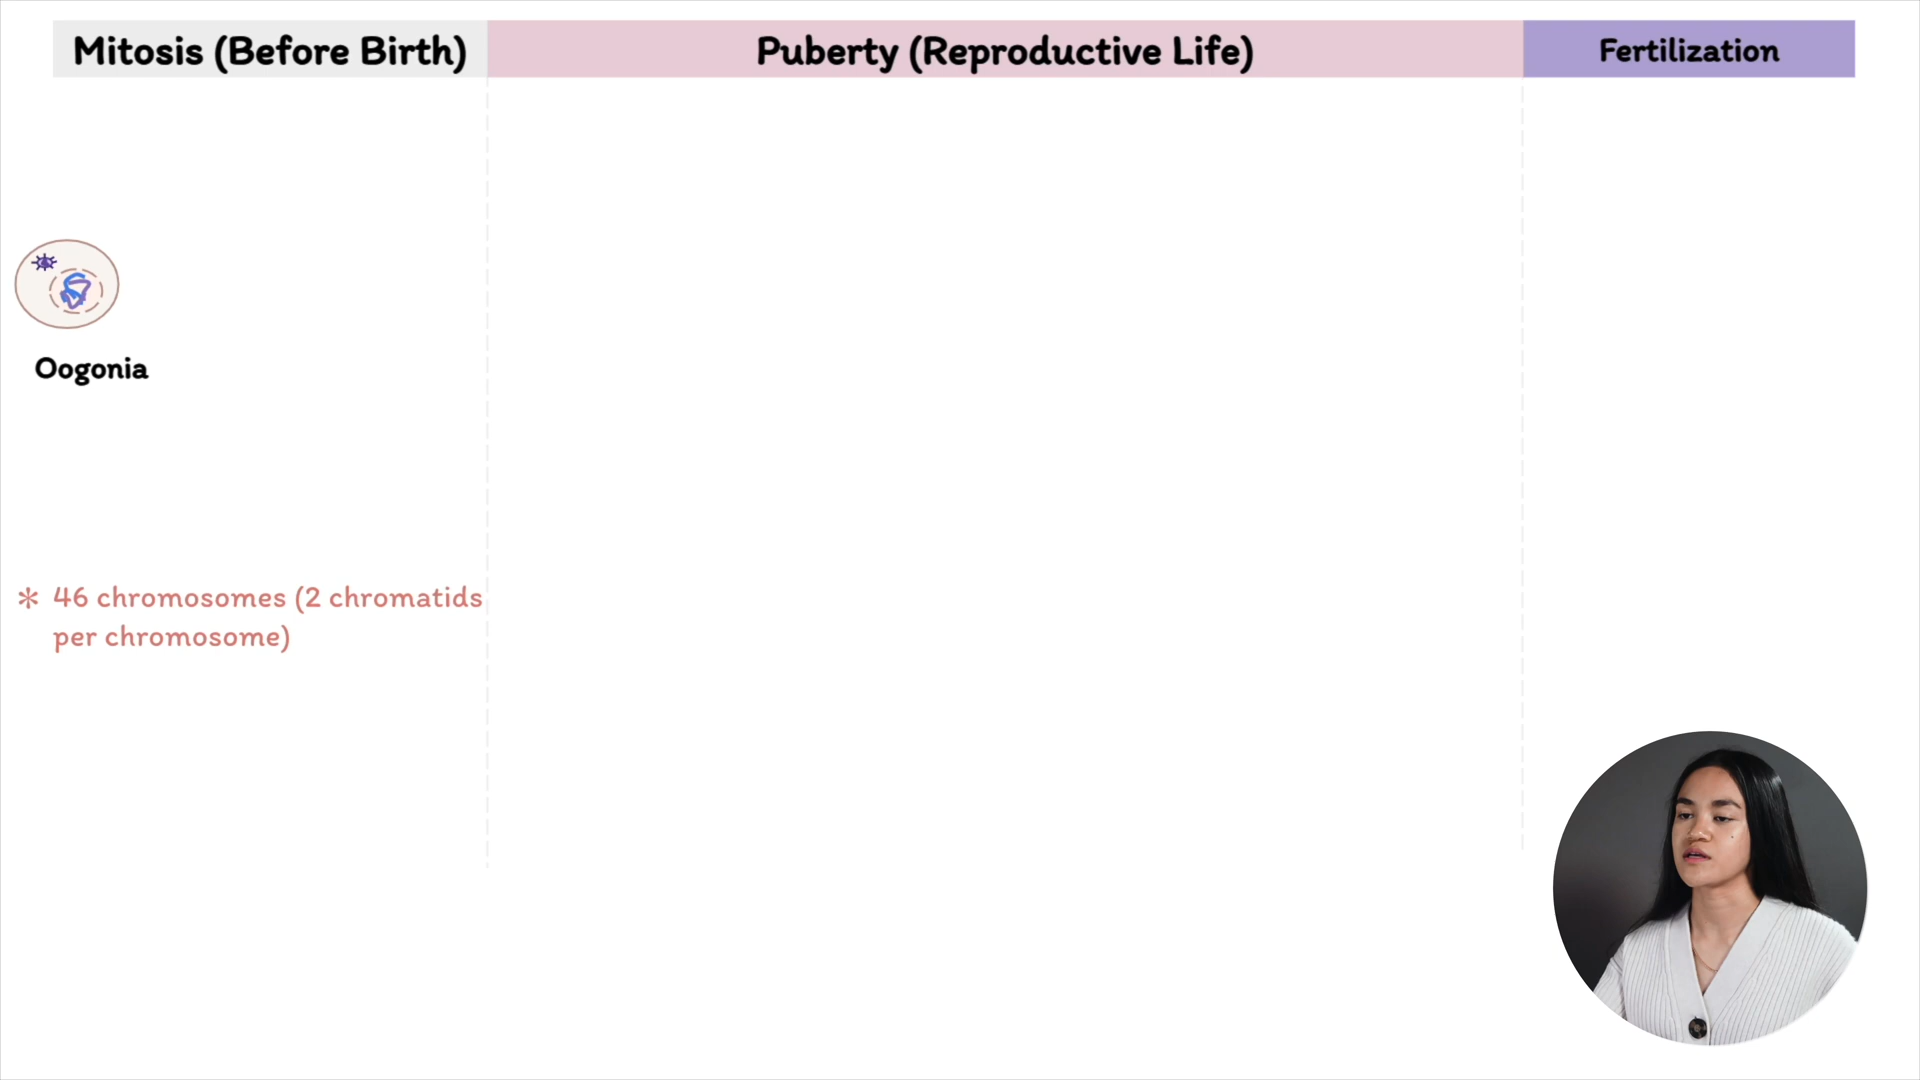 Mitosis (Before Birth)
Puberty (Reproductive Life)
Fertilization
Oogonia
* 46 chromosomes (2 chromatids
per chromosome)